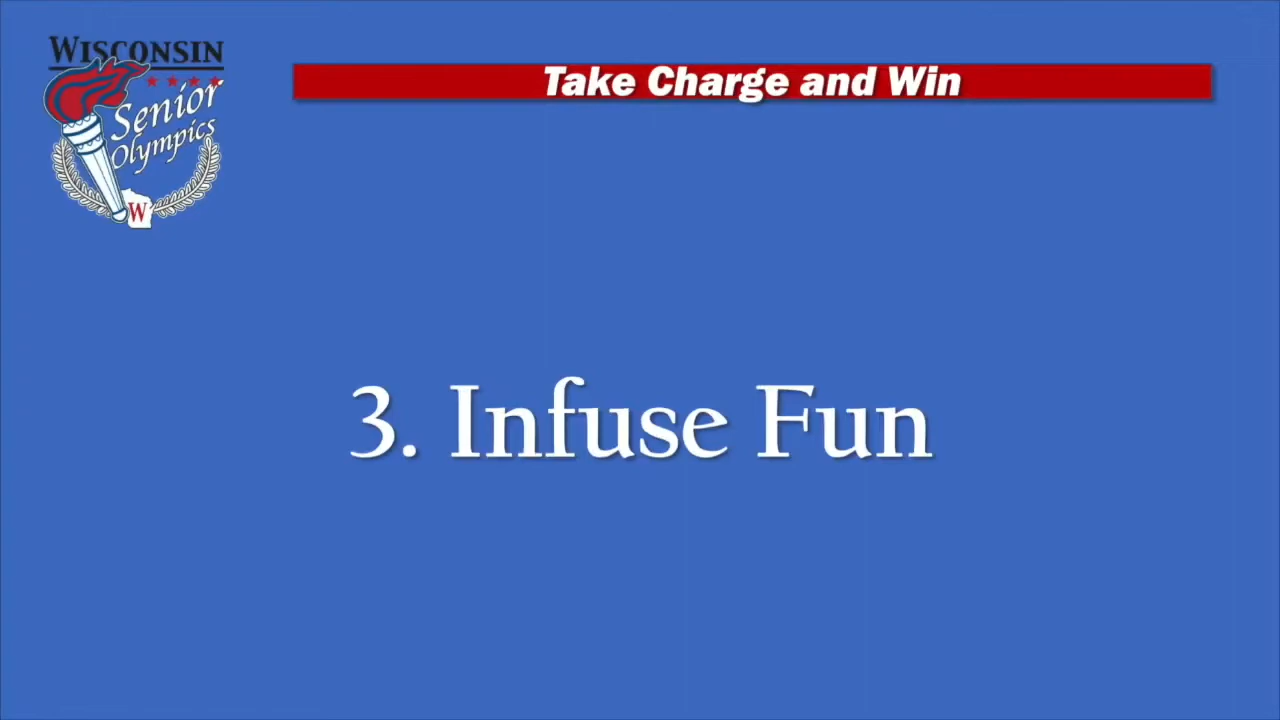 WISCONSIN
Senior
Olympics
W
Take Charge and Win
3. Infuse Fun